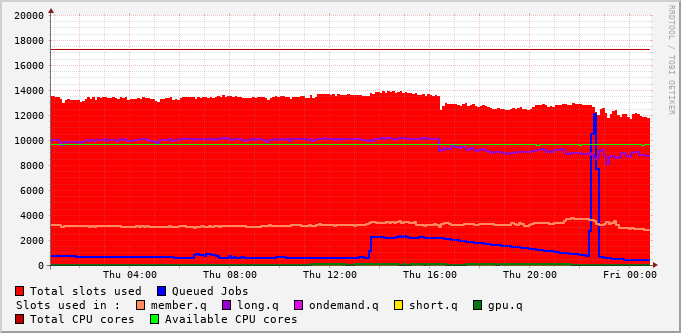 20000
18000
16000
14000
12000
10000
8000
6000
4000
2000
0
Thu 04:00 Thu 08:00 Thu 12:00 Thu 16:00 Thu 20:00 Fri 00:00
RRDTOOL / TOBI OETIKER
Total slots used Queued Jobs
Slots used in : member.q long.q ondemand.q short.q gpu.q
Total CPU cores Available CPU cores